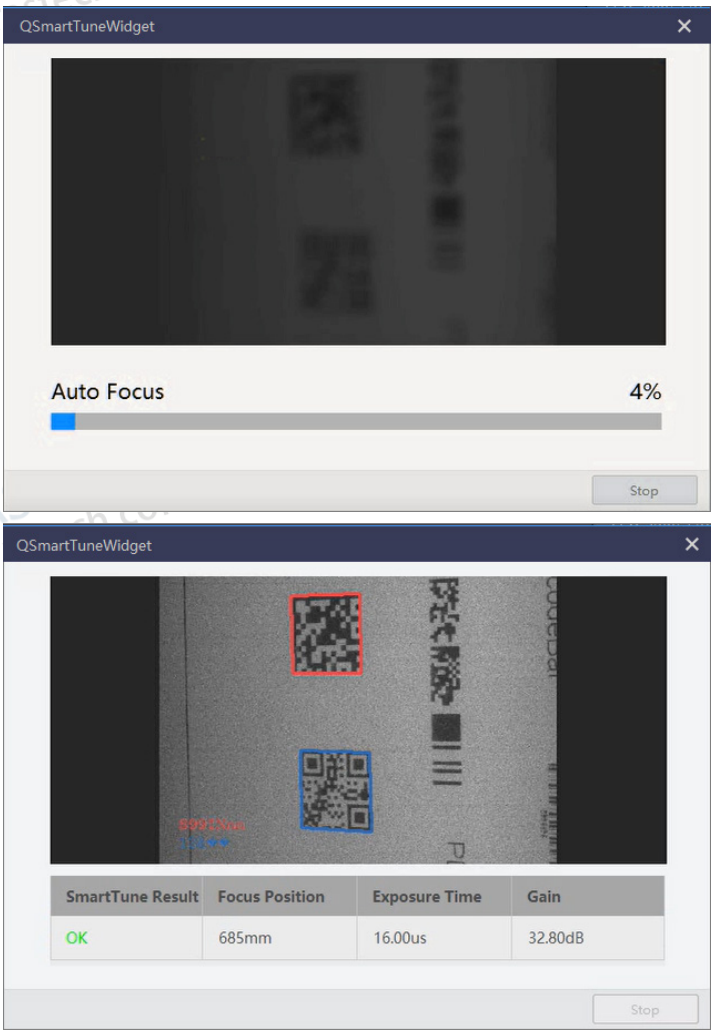 QSmartTuneWidget
Auto Focus 4%
Stop
QSmartTuneWidget
SmartTune Result Focus Position Exposure Time Gain
OK 685mm 16.00us 32.80dB
Stop